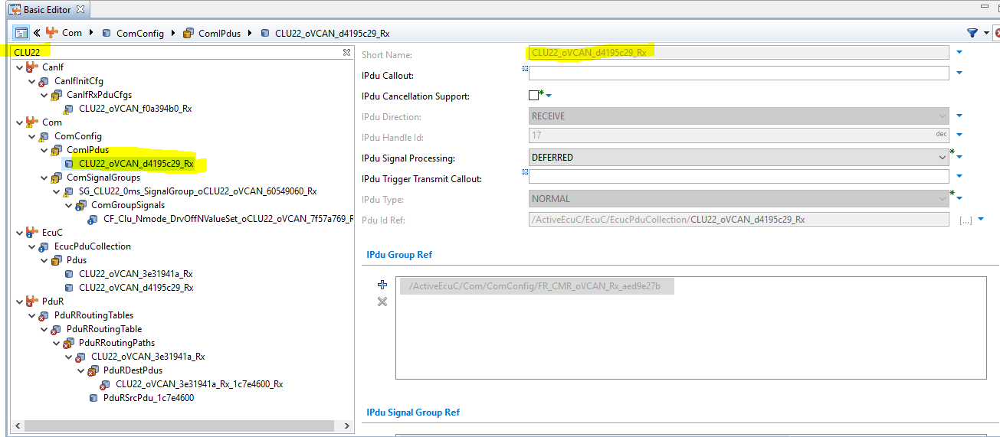 Basic Editor
Com ComConfig ComIPdus CLU22_oVCAN_d4195c29_Rx
CLU22
CanIf
CanIfInitCfg
CanIfRxPduCfgs
CLU22_oVCAN_f0a394b0_Rx
Com
ComConfig
ComIPdus
CLU22_oVCAN_d4195c29_Rx
ComSignalGroups
SG_CLU22_0ms_SignalGroup_oCLU22_oVCAN_60549060_Rx
ComGroupSignals
CF_Clu_Nmode_DrvOffNValueSet_oCLU22_oVCAN_7f57a769_R
EcuC
EcucPduCollection
Pdus
CLU22_oVCAN_3e31941a_Rx
CLU22_oVCAN_d4195c29_Rx
PduR
PduRRoutingTables
PduRRoutingTable
PduRRoutingPaths
CLU22_oVCAN_3e31941a_Rx
PduRDestPdus
CLU22_oVCAN_3e31941a_Rx_1c7e4600_Rx
PduRSrcPdu_1c7e4600
Short Name: CLU22_oVCAN_d4195c29_Rx
IPdu Callout:
IPdu Cancellation Support:
IPdu Direction: RECEIVE
IPdu Handle Id: 17 dec
IPdu Signal Processing: DEFERRED
IPdu Trigger Transmit Callout:
IPdu Type: NORMAL
Pdu Id Ref: /ActiveEcuC/EcuC/EcucPduCollection/CLU22_oVCAN_d4195c29_Rx [...]
IPdu Group Ref
/ActiveEcuC/Com/ComConfig/FR_CMR_oVCAN_Rx_aed9e27b
IPdu Signal Group Ref